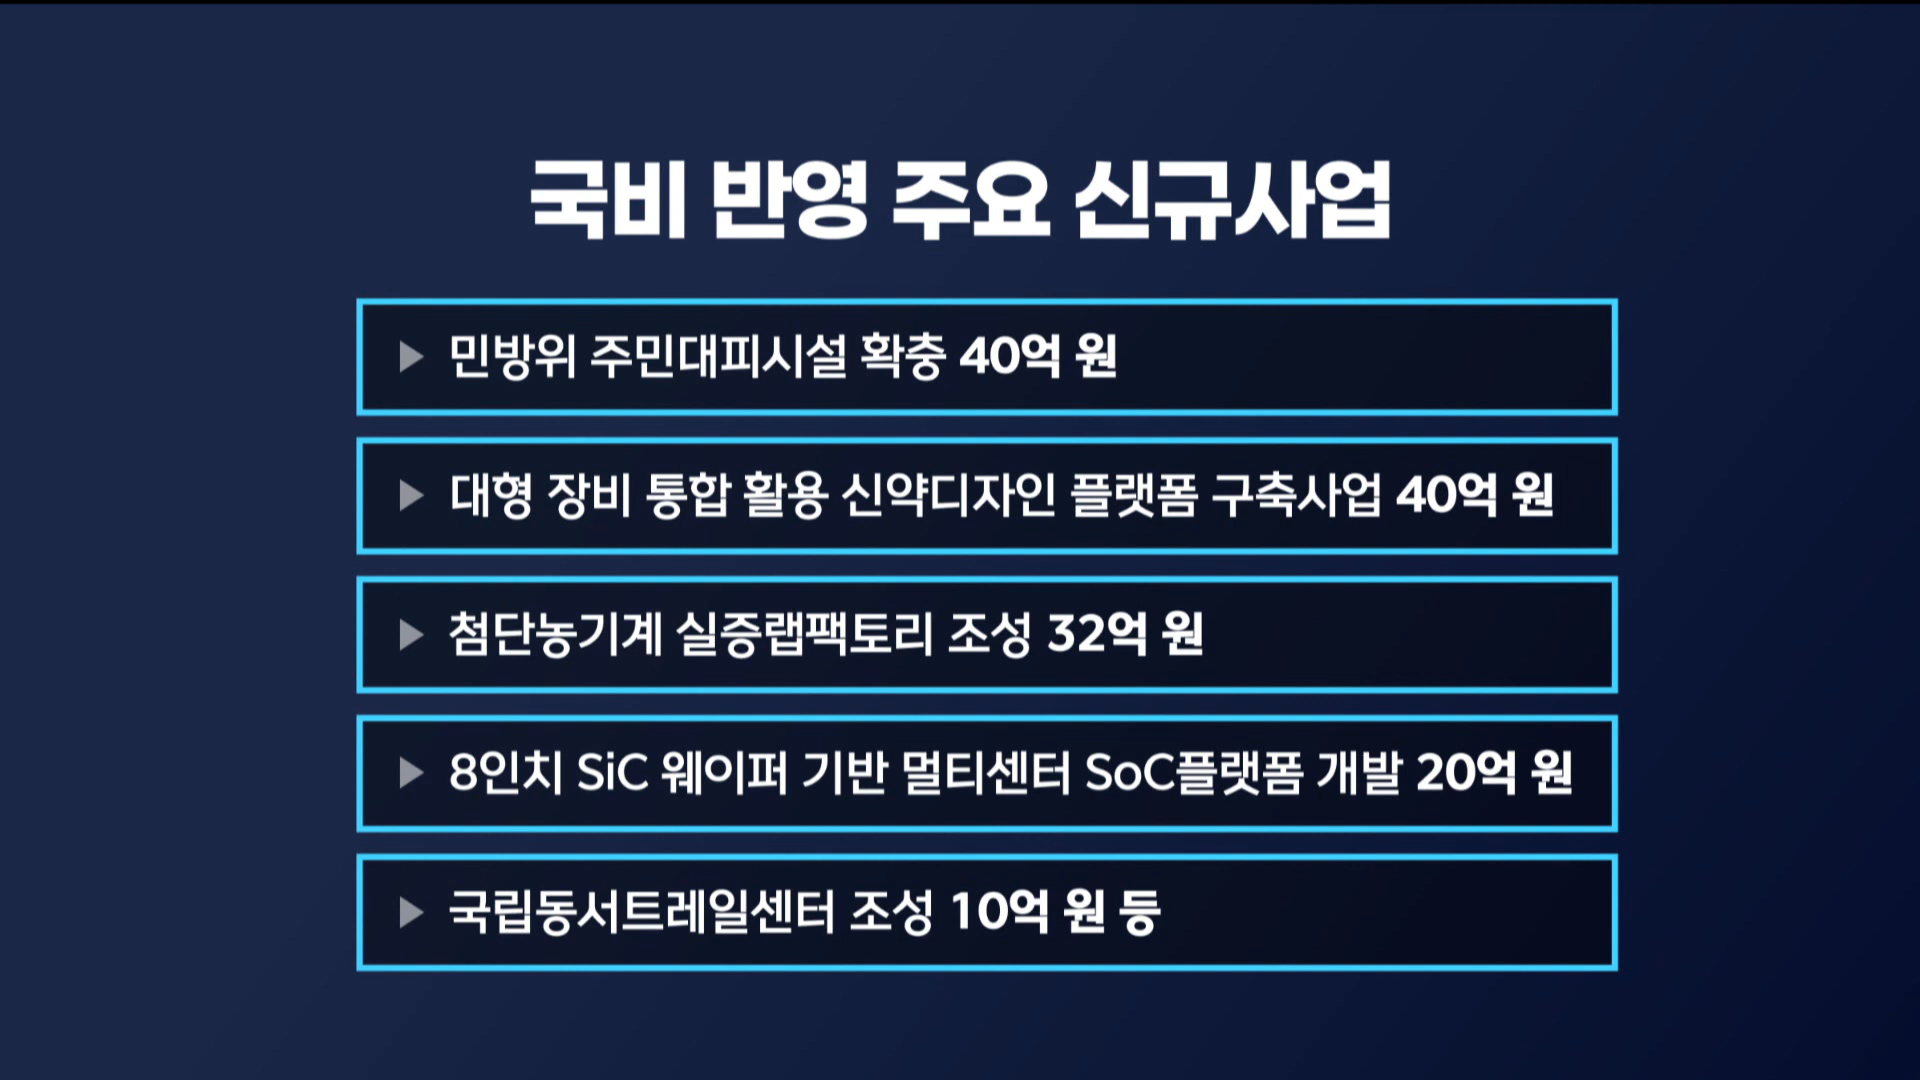 국비 반영 주요 신규사업
▶ 민방위 주민대피시설 확충 40억 원
▶ 대형 장비 통합 활용 신약디자인 플랫폼 구축사업 40억 원
▶ 첨단농기계 실증랩팩토리 조성 32억 원
▶ 8인치 SiC 웨이퍼 기반 멀티센터 SoC플랫폼 개발 20억 원
▶ 국립동서트레일센터 조성 10억 원 등